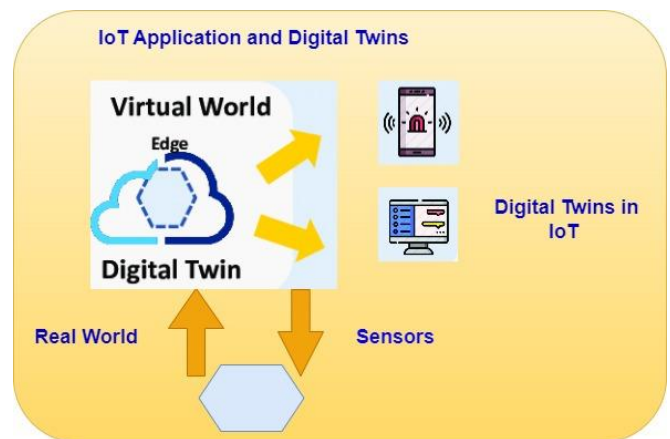 IoT Application and Digital Twins
Virtual World
Edge
Digital Twin
Digital Twins in
IoT
Real World
Sensors